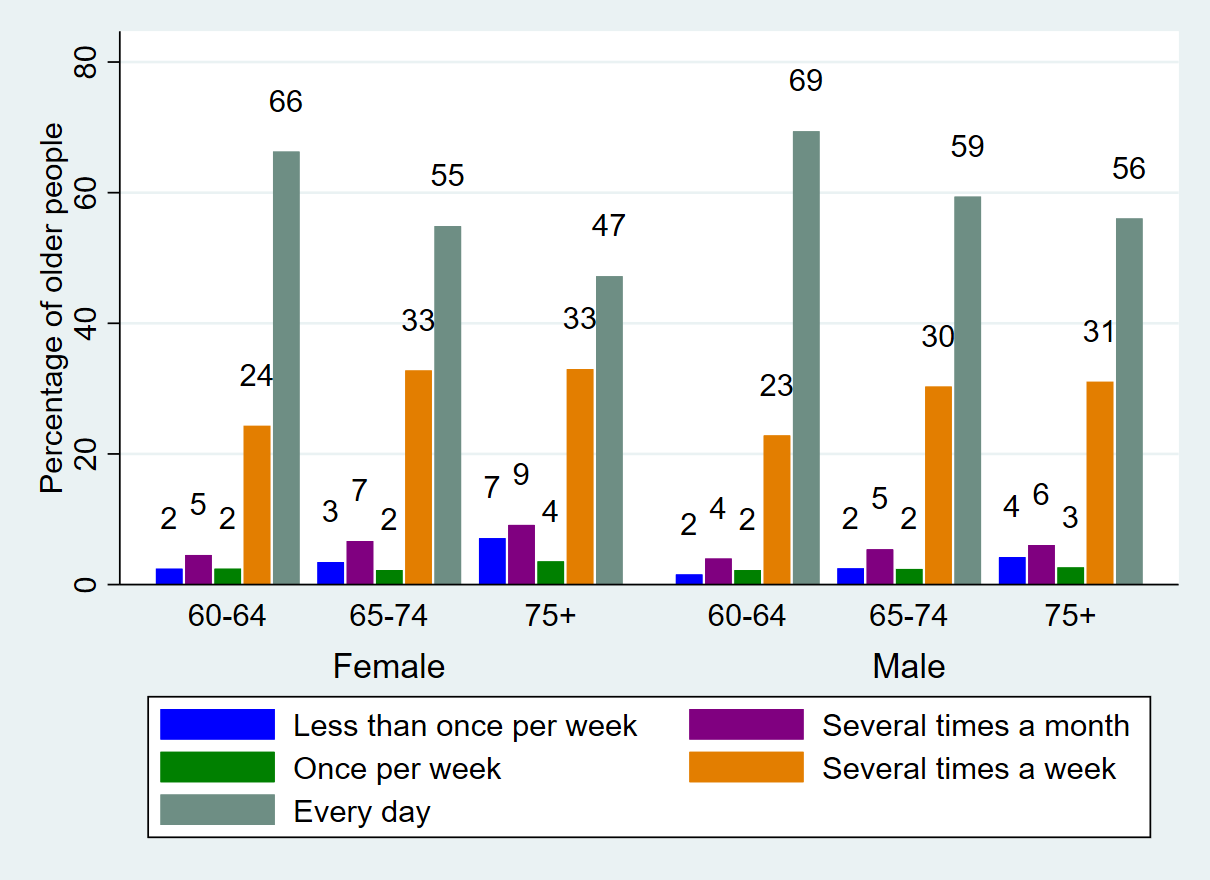 Percentage of older people
80
60
40
20
0
2 5 2 24 66
3 7 2 33 55
7 9 4 33 47
2 4 2 23 69
2 5 2 30 59
4 6 3 31 56
60-64 65-74 75+ 60-64 65-74 75+
Female Male
Less than once per week Several times a month
Once per week Several times a week
Every day